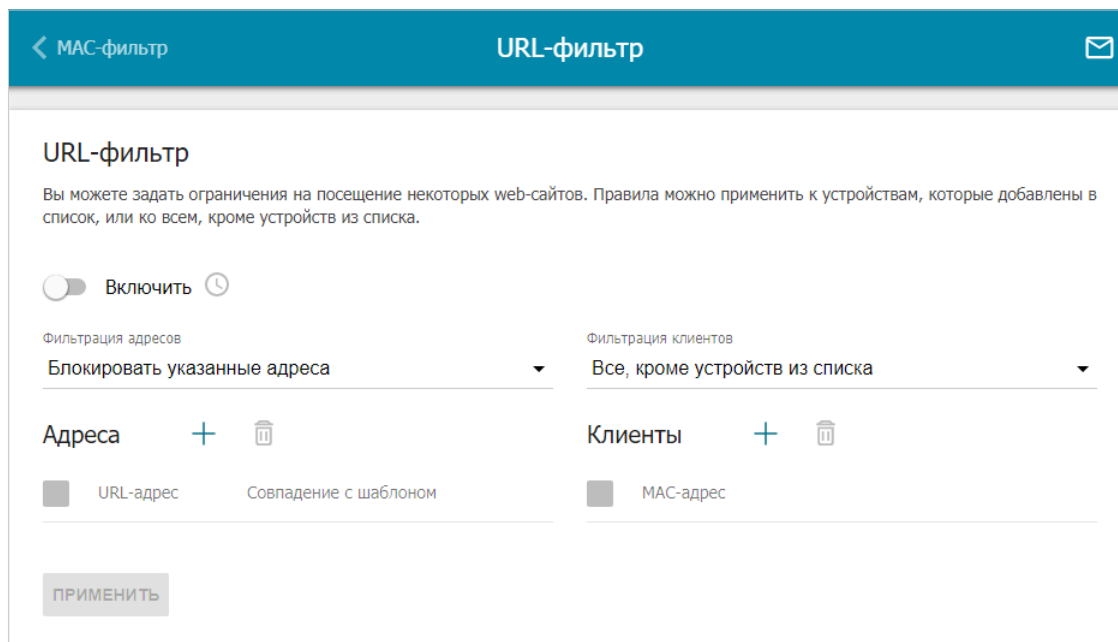 МАС-фильтр
URL-фильтр
URL-фильтр
Вы можете задать ограничения на посещение некоторых web-сайтов. Правила можно применить к устройствам, которые добавлены в
список, или ко всем, кроме устройств из списка.
Включить
Фильтрация адресов
Блокировать указанные адреса
Фильтрация клиентов
Все, кроме устройств из списка
Адреса
URL-адрес Совпадение с шаблоном
Клиенты
MAC-адрес
ПРИМЕНИТЬ